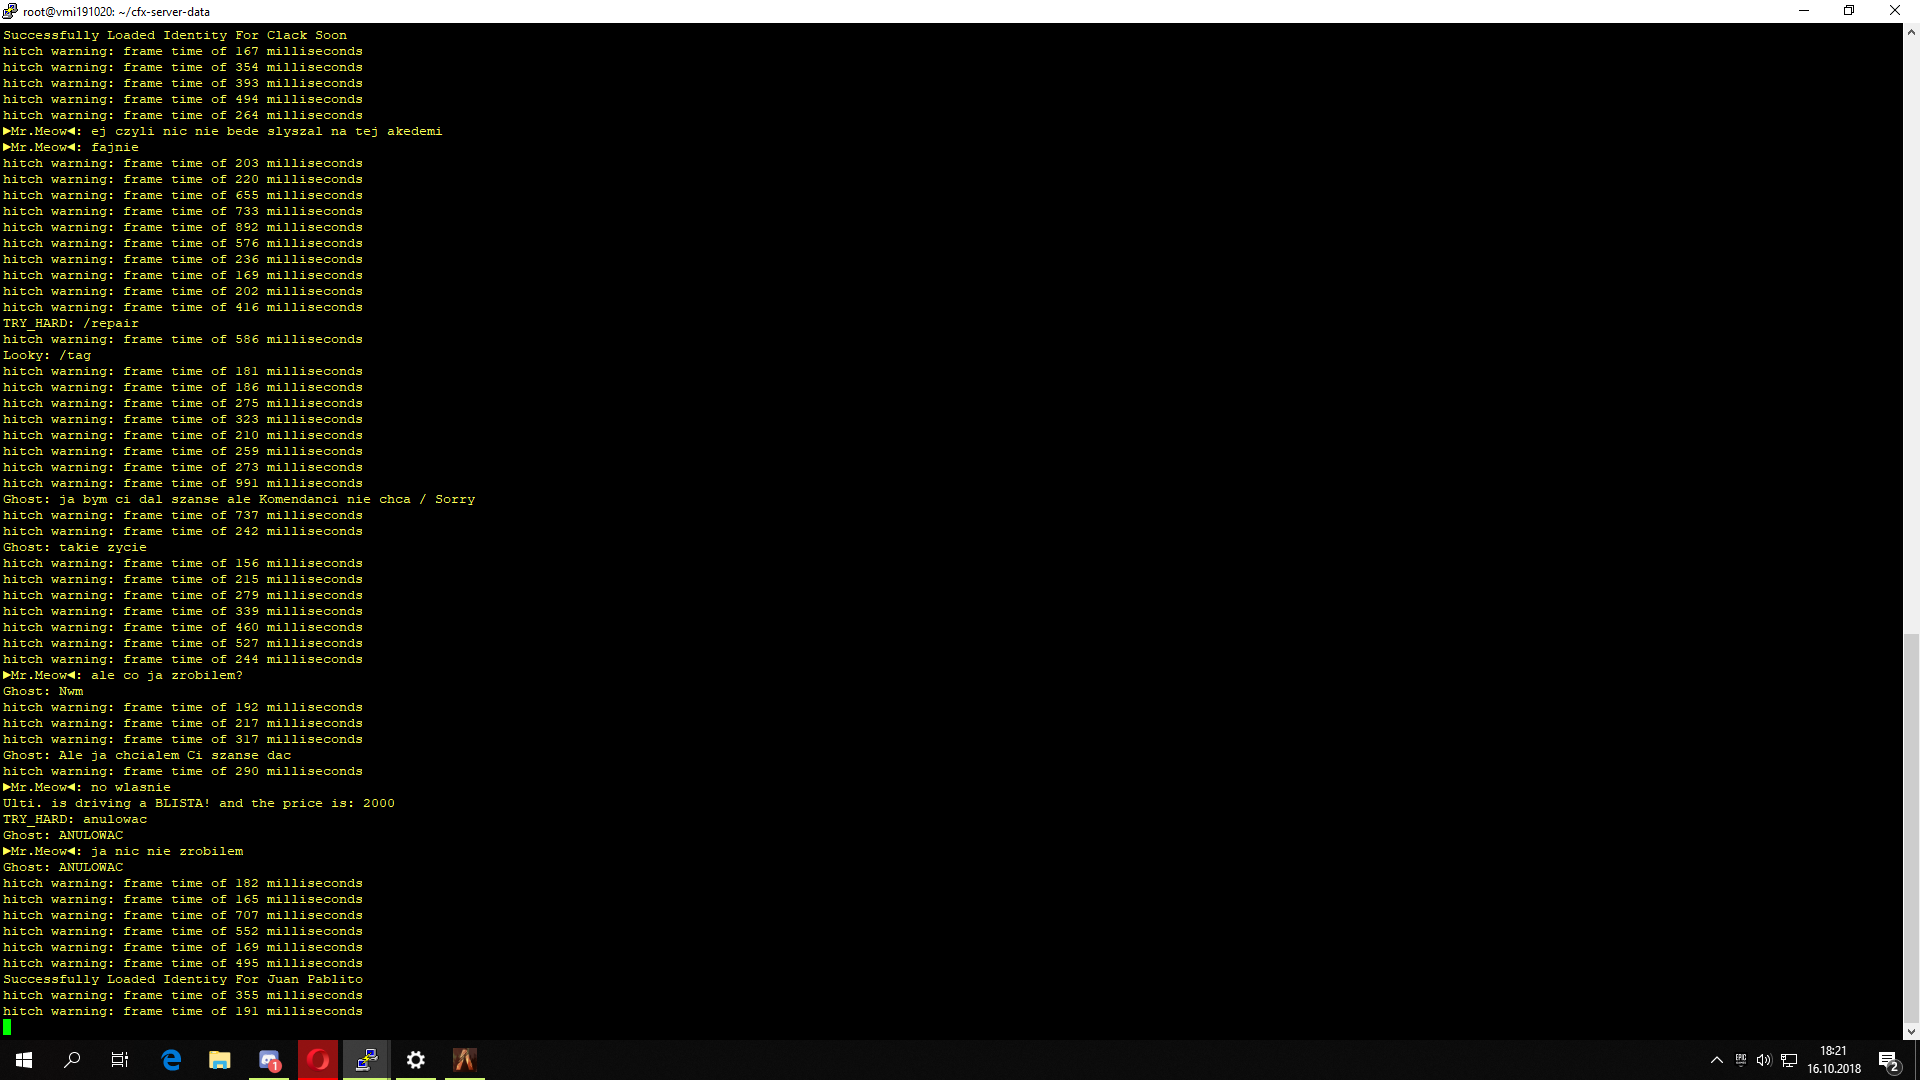 root@vmi191020: ~/cfx-server-data
Successfully Loaded Identity For Clack Soon
hitch warning: frame time of 167 milliseconds
hitch warning: frame time of 354 milliseconds
hitch warning: frame time of 393 milliseconds
hitch warning: frame time of 494 milliseconds
hitch warning: frame time of 264 milliseconds
►Mr.Meow◄: ej czyli nic nie bede slyszal na tej akedemi
►Mr.Meow◄: fajnie
hitch warning: frame time of 203 milliseconds
hitch warning: frame time of 220 milliseconds
hitch warning: frame time of 655 milliseconds
hitch warning: frame time of 733 milliseconds
hitch warning: frame time of 892 milliseconds
hitch warning: frame time of 576 milliseconds
hitch warning: frame time of 236 milliseconds
hitch warning: frame time of 169 milliseconds
hitch warning: frame time of 202 milliseconds
hitch warning: frame time of 416 milliseconds
TRY_HARD: /repair
hitch warning: frame time of 586 milliseconds
Looky: /tag
hitch warning: frame time of 181 milliseconds
hitch warning: frame time of 186 milliseconds
hitch warning: frame time of 275 milliseconds
hitch warning: frame time of 323 milliseconds
hitch warning: frame time of 210 milliseconds
hitch warning: frame time of 259 milliseconds
hitch warning: frame time of 273 milliseconds
hitch warning: frame time of 991 milliseconds
Ghost: ja bym ci dal szanse ale Komendanci nie chca / Sorry
hitch warning: frame time of 737 milliseconds
hitch warning: frame time of 242 milliseconds
Ghost: takie zycie
hitch warning: frame time of 156 milliseconds
hitch warning: frame time of 215 milliseconds
hitch warning: frame time of 279 milliseconds
hitch warning: frame time of 339 milliseconds
hitch warning: frame time of 460 milliseconds
hitch warning: frame time of 527 milliseconds
hitch warning: frame time of 244 milliseconds
►Mr.Meow◄: ale co ja zrobilem?
Ghost: Nwm
hitch warning: frame time of 192 milliseconds
hitch warning: frame time of 217 milliseconds
hitch warning: frame time of 317 milliseconds
Ghost: Ale ja chcialem Ci szanse dac
hitch warning: frame time of 290 milliseconds
►Mr.Meow◄: no wlasnie
Ulti. is driving a BLISTA! and the price is: 2000
TRY_HARD: anulowac
Ghost: ANULOWAC
►Mr.Meow◄: ja nic nie zrobilem
Ghost: ANULOWAC
hitch warning: frame time of 182 milliseconds
hitch warning: frame time of 165 milliseconds
hitch warning: frame time of 707 milliseconds
hitch warning: frame time of 552 milliseconds
hitch warning: frame time of 169 milliseconds
hitch warning: frame time of 495 milliseconds
Successfully Loaded Identity For Juan Pablito
hitch warning: frame time of 355 milliseconds
hitch warning: frame time of 191 milliseconds
1
EPIC
18:21
16.10.2018
2